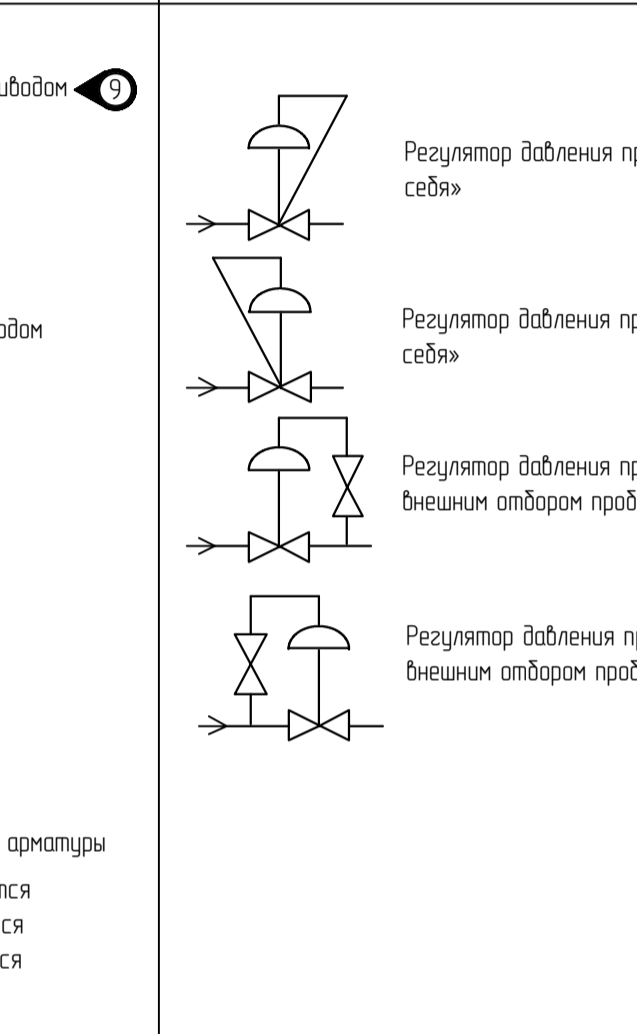 иводом 9
одом
арматуры
тся
ся
ся
Регулятор давления пр
себя»
Регулятор давления пр
себя»
Регулятор давления пр
внешним отбором проб
Регулятор давления пр
внешним отбором проб